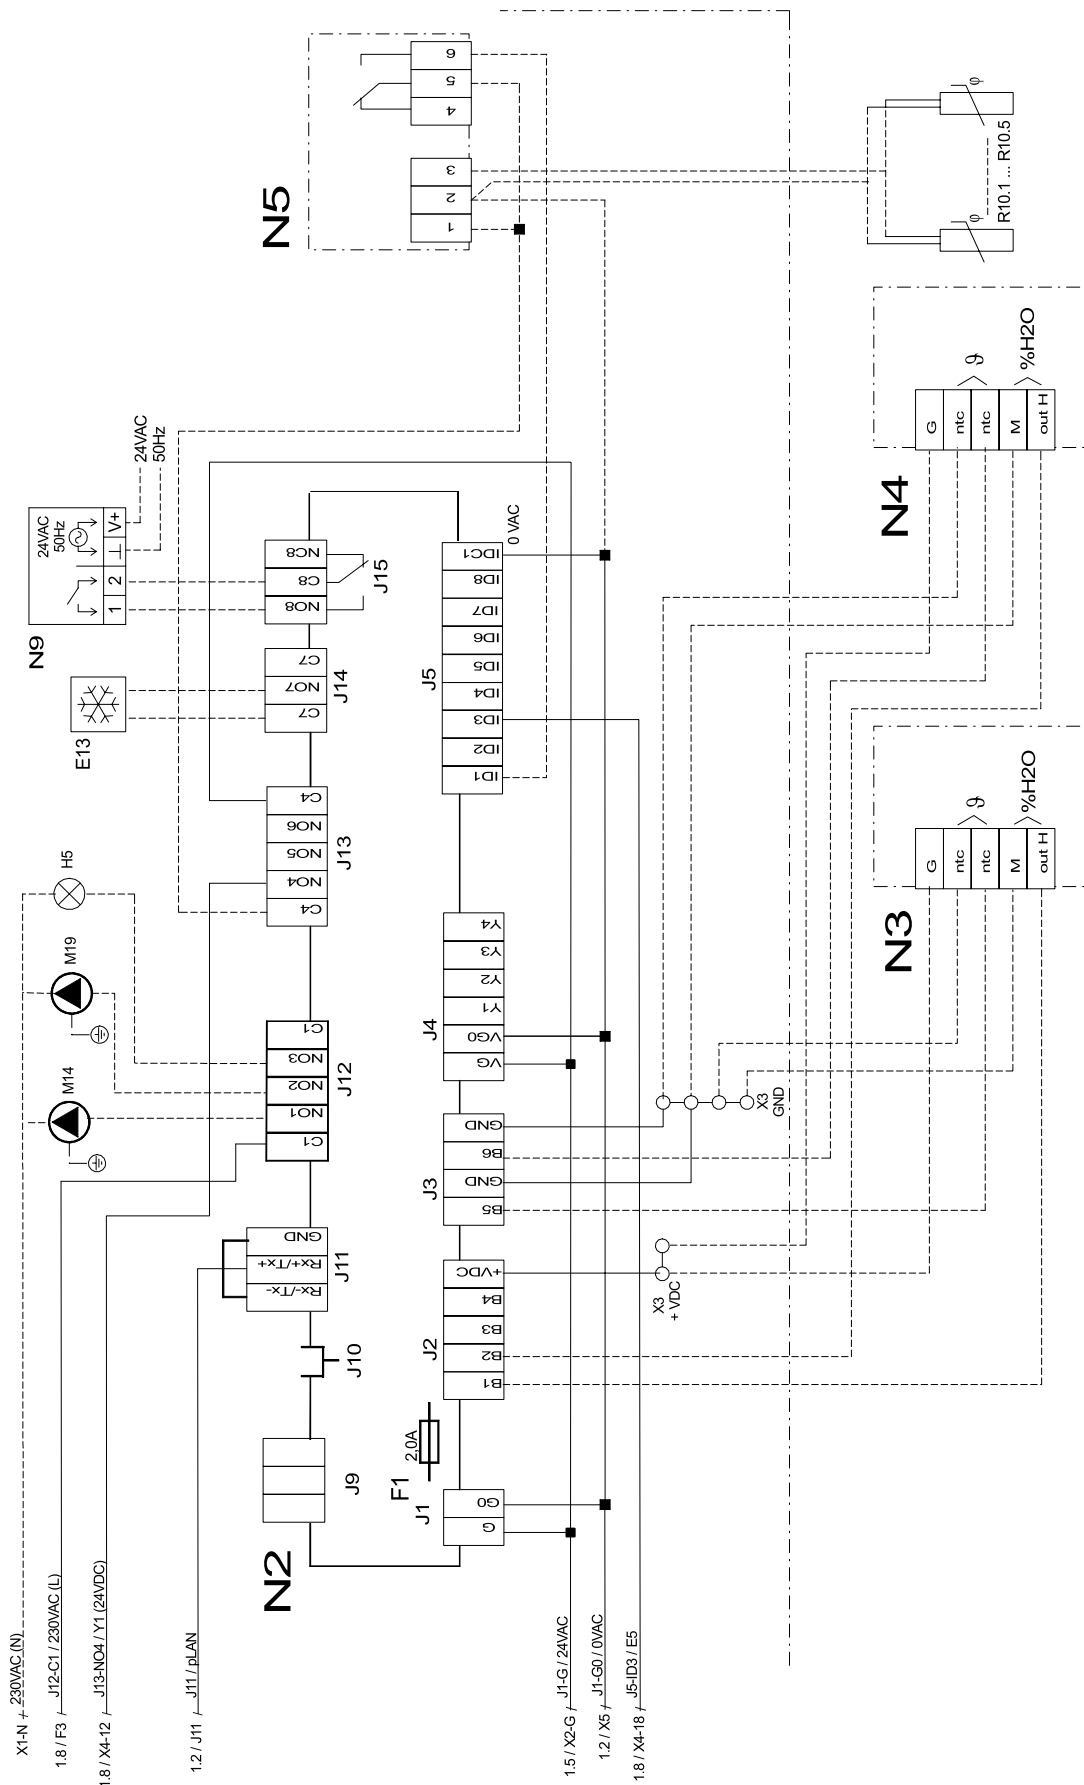 X1-N / 230VAC (N)
1.8 / F3 / J12-C1 / 230VAC (L)
1.8 / X4-12 / J13-NO4 / Y1 (24VDC)
1.2 / J11 / J11 / pLAN
1.5 / X2-G / J1-G / 24VAC
1.2 / X5 / J1-G0 / 0VAC
1.8 / X4-18 / J5-ID3 / E5
N2
J9
J10
J11
Rx-/Tx-
Rx+/Tx+
GND
J12
C1
NO1
NO2
NO3
C1
M14
M19
H5
J13
C4
NO4
NO5
NO6
C4
J14
C7
NO7
C7
E13
J15
NO8
C8
NC8
N9
24VAC
50Hz
1
2
⊥
V+
24VAC
50Hz
F1
2,0A
J1
G
G0
J2
B1
B2
B3
B4
+VDC
J3
B5
GND
B6
GND
J4
VG
VG0
Y1
Y2
Y3
Y4
J5
ID1
ID2
ID3
ID4
ID5
ID6
ID7
ID8
IDC1
0 VAC
N5
1
2
3
4
5
6
X3
+ VDC
X3
GND
N3
G
ntc
ntc
M
out H
ϑ
%H2O
N4
G
ntc
ntc
M
out H
ϑ
%H2O
φ
φ
R10.1 ... R10.5